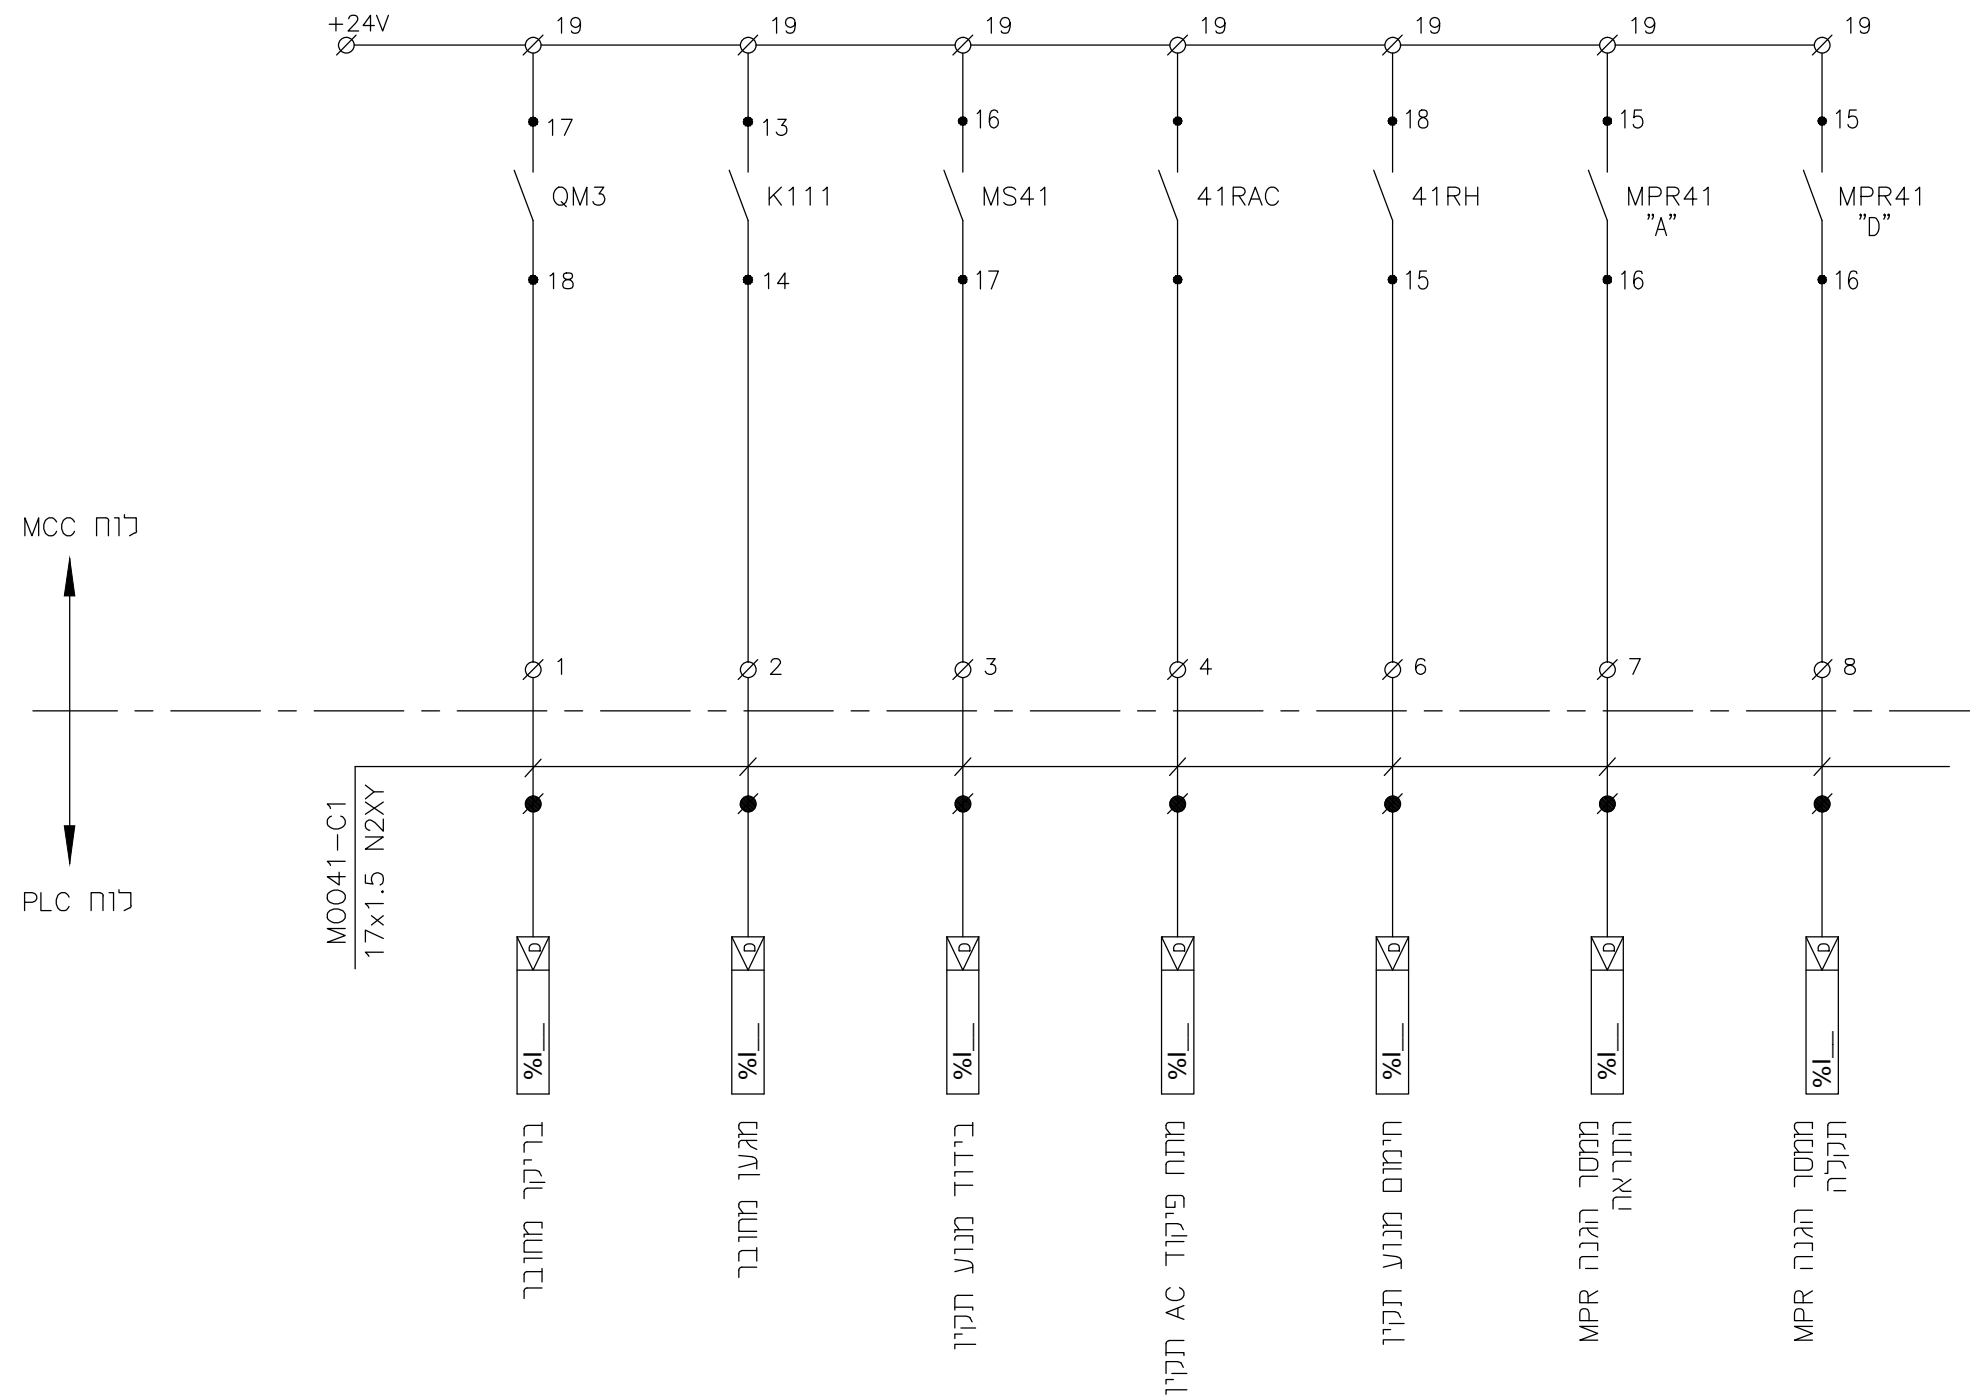 +24V
19 19 19 19 19 19 19
17 13 16 18 15 15
QM3 K111 MS41 41RAC 41RH MPR41 MPR41
"A" "D"
18 14 17 15 16 16
לוח MCC
1 2 3 4 6 7 8
M0041-C1
17x1.5 N2XY
לוח PLC
D D D D D D D
%I__ %I__ %I__ %I__ %I__ %I__ %I__
בריקר מחובר
מגען מחובר
בידוד מנוע תקין
מתח פיקוד AC תקין
חימום מנוע תקין
ממסר הגנה MPR
התראה
ממסר הגנה MPR
תקלה